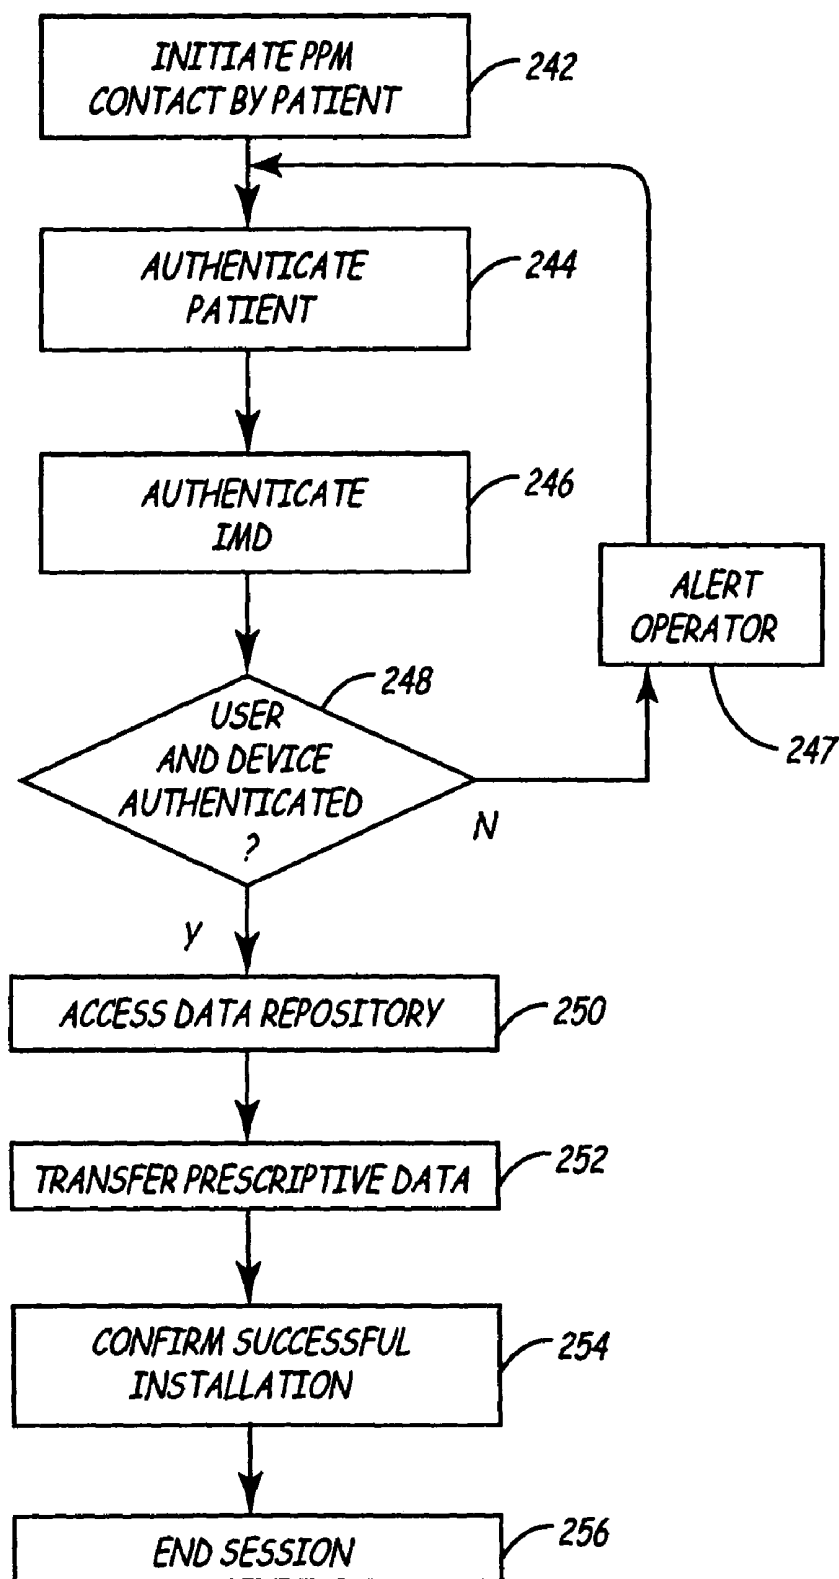 INITIATE PPM
CONTACT BY PATIENT
242
AUTHENTICATE
PATIENT
244
AUTHENTICATE
IMD
246
ALERT
OPERATOR
247
248
USER
AND DEVICE
AUTHENTICATED
?
N
Y
ACCESS DATA REPOSITORY
250
TRANSFER PRESCRIPTIVE DATA
252
CONFIRM SUCCESSFUL
INSTALLATION
254
END SESSION
256